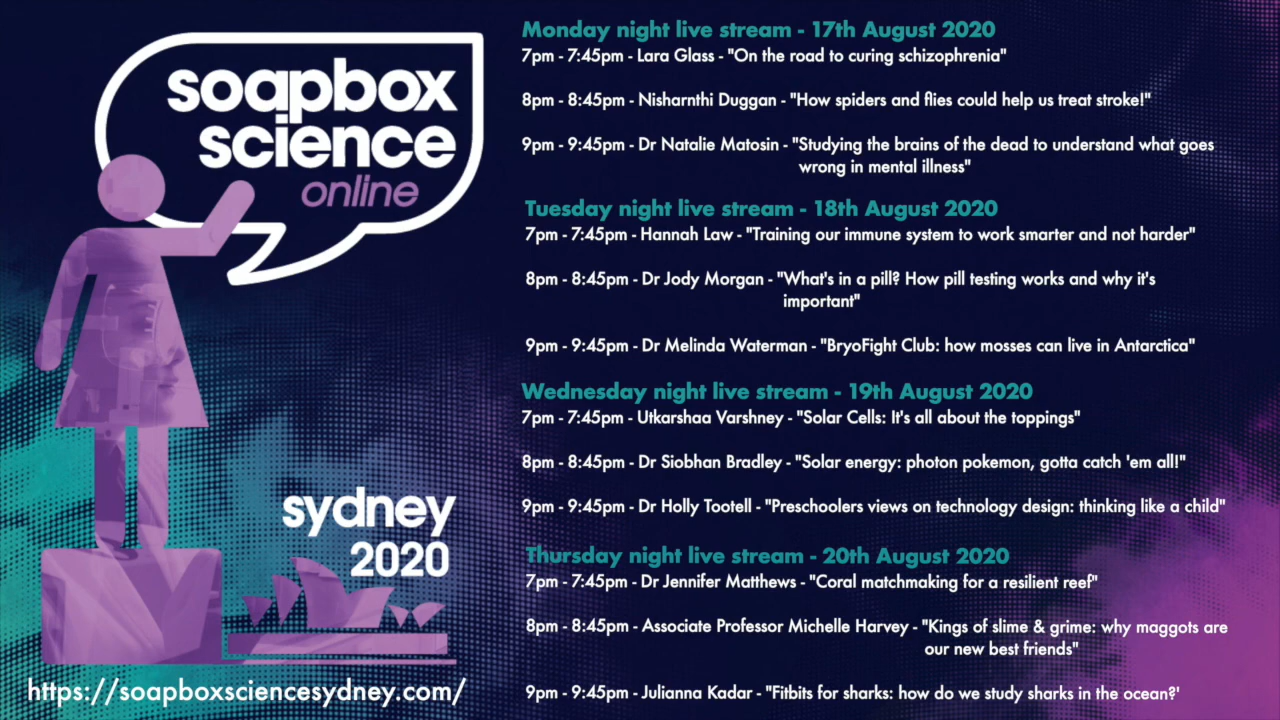 soapbox
science
online
sydney
2020
https://soapboxsciencesydney.com/
Monday night live stream - 17th August 2020
7pm - 7:45pm - Lara Glass - "On the road to curing schizophrenia"
8pm - 8:45pm - Nisharnthi Duggan - "How spiders and flies could help us treat stroke!"
9pm - 9:45pm - Dr Natalie Matosin - "Studying the brains of the dead to understand what goes
wrong in mental illness"
Tuesday night live stream - 18th August 2020
7pm - 7:45pm - Hannah Law - "Training our immune system to work smarter and not harder"
8pm - 8:45pm - Dr Jody Morgan - "What's in a pill? How pill testing works and why it's
important"
9pm - 9:45pm - Dr Melinda Waterman - "BryoFight Club: how mosses can live in Antarctica"
Wednesday night live stream - 19th August 2020
7pm - 7:45pm - Utkarshaa Varshney - "Solar Cells: It's all about the toppings"
8pm - 8:45pm - Dr Siobhan Bradley - "Solar energy: photon pokemon, gotta catch 'em all!"
9pm - 9:45pm - Dr Holly Tootell - "Preschoolers views on technology design: thinking like a child"
Thursday night live stream - 20th August 2020
7pm - 7:45pm - Dr Jennifer Matthews - "Coral matchmaking for a resilient reef"
8pm - 8:45pm - Associate Professor Michelle Harvey - "Kings of slime & grime: why maggots are
our new best friends"
9pm - 9:45pm - Julianna Kadar - "Fitbits for sharks: how do we study sharks in the ocean?'